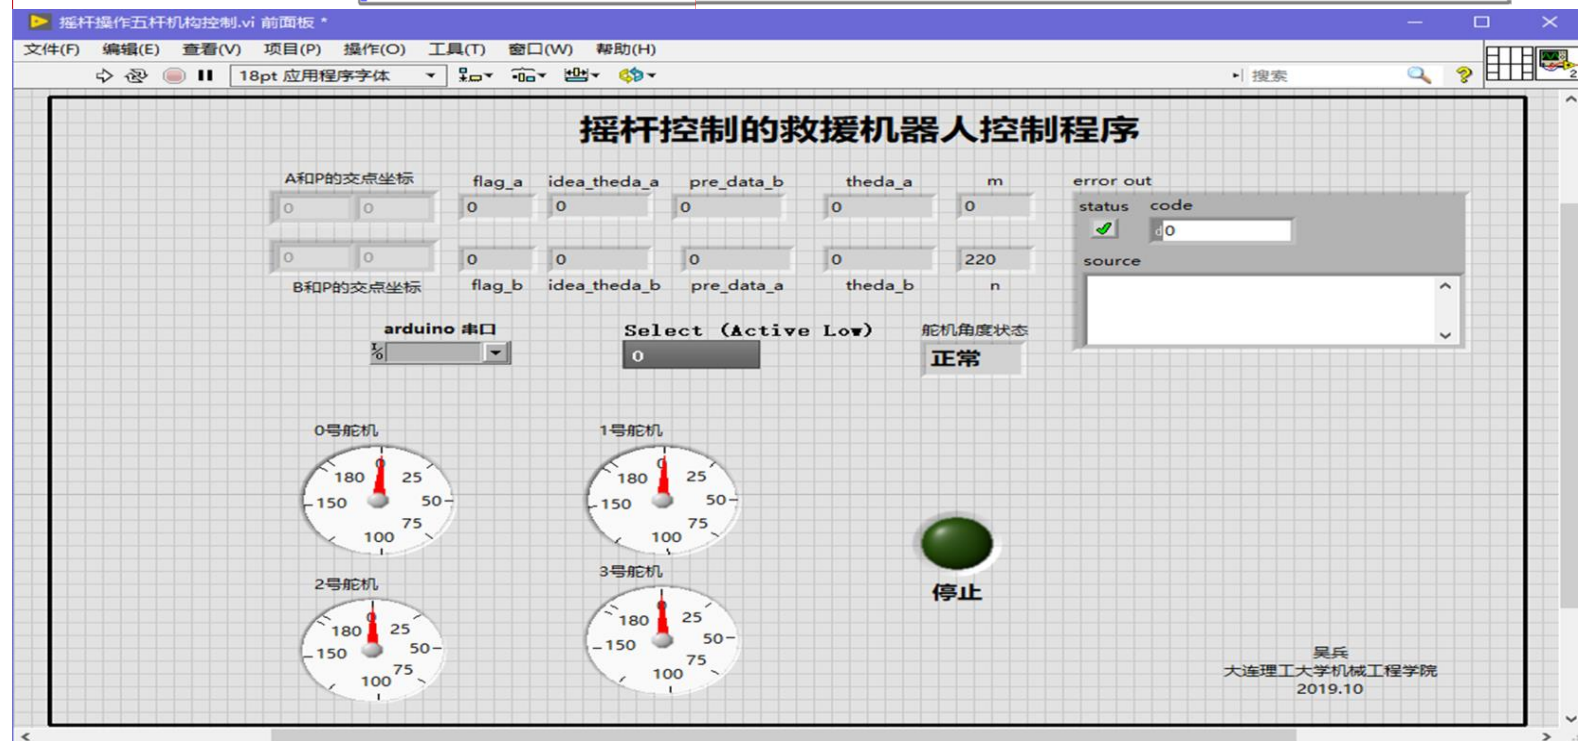 摇杆操作五杆机构控制.vi 前面板 *
文件(F) 编辑(E) 查看(V) 项目(P) 操作(O) 工具(T) 窗口(W) 帮助(H)
18pt 应用程序字体 搜索 2
摇杆控制的救援机器人控制程序
A和P的交点坐标 flag_a idea_theda_a pre_data_b theda_a m error out
0 0 0 0 0 0 0 status code
0
0 0 0 0 0 0 220 source
B和P的交点坐标 flag_b idea_theda_b pre_data_a theda_b n
arduino 串口 Select (Active Low) 舵机角度状态
0 正常
0号舵机 1号舵机
0 25 50 75 100 150 180
0 25 50 75 100 150 180
2号舵机 3号舵机
0 25 50 75 100 150 180
0 25 50 75 100 150 180
停止
吴兵
大连理工大学机械工程学院
2019.10